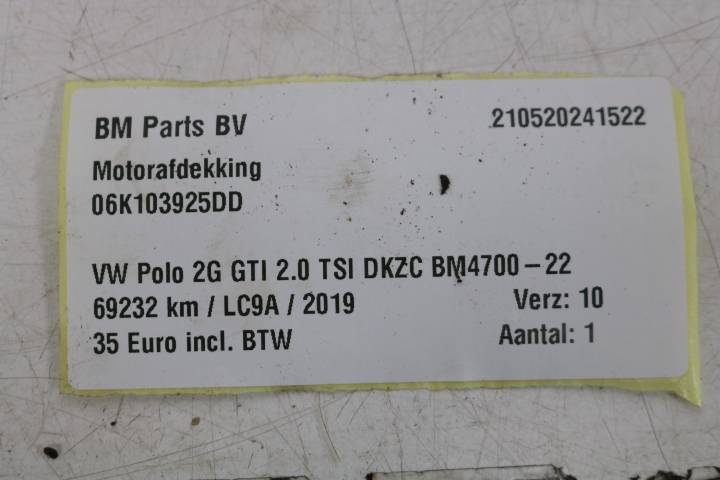 BM Parts BV 210520241522
Motorafdekking
06K103925DD
VW Polo 2G GTI 2.0 TSI DKZC BM4700-22
69232 km / LC9A / 2019 Verz: 10
35 Euro incl. BTW Aantal: 1